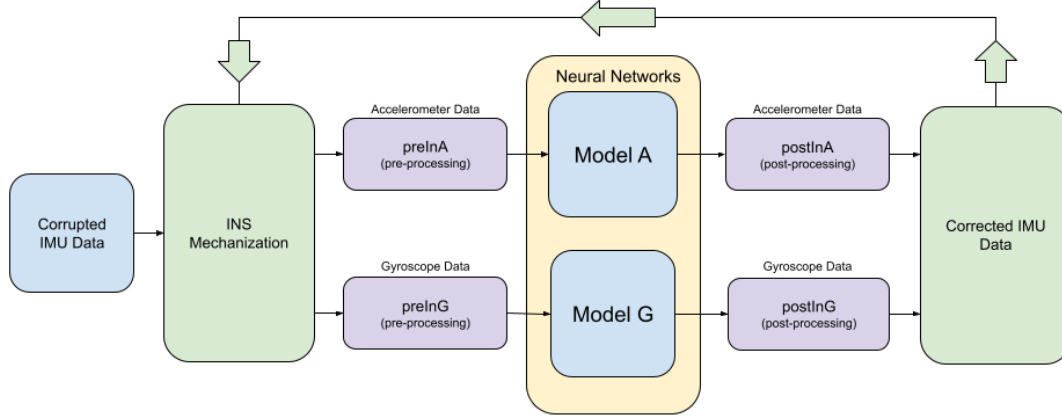 Neural Networks
Accelerometer Data
preInA
(pre-processing)
Model A
Accelerometer Data
postInA
(post-processing)
Corrupted
IMU Data
INS
Mechanization
Corrected IMU
Data
Gyroscope Data
preInG
(pre-processing)
Model G
Gyroscope Data
postInG
(post-processing)